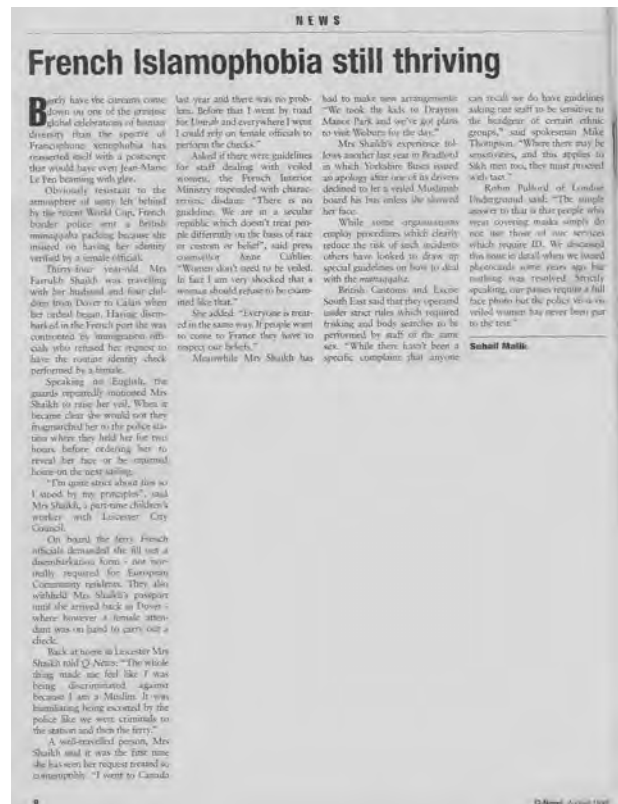 NEWS
French Islamophobia still thriving
Barely have the curtains come
down on one of the greatest
global celebrations of human
diversity than the spectre of
Francophone xenophobia has
reasserted itself with a postscript
that would have even Jean-Marie
Le Pen beaming with glee.
Obviously resistant to the
atmosphere of unity left behind
by the recent World Cup, French
border police sent a British
munaqaba packing because she
insisted on having her identity
verified by a female official.
Thirty-four year-old Mrs
Farrukh Shaikh was travelling
with her husband and four chil-
dren from Dover to Calais when
her ordeal began. Having disem-
barked in the French port she was
confronted by immigration offi-
cials who refused her request to
have the routine identity check
performed by a female.
Speaking no English, the
guards repeatedly motioned Mrs
Shaikh to raise her veil. When it
became clear she would not they
frogmarched her to the police sta-
tion where they held her for two
hours before ordering her to
reveal her face or be returned
home on the next sailing.
"I'm quite strict about this so
I stood by my principles", said
Mrs Shaikh, a part-time children's
worker with Leicester City
Council.
On board the ferry French
officials demanded she fill out a
disembarkation form - not nor-
mally required for European
Community residents. They also
withheld Mrs Shaikh's passport
until she arrived back in Dover -
where however a female atten-
dant was on hand to carry out a
check.
Back at home in Leicester Mrs
Shaikh told Q-News: "The whole
thing made me feel like I was
being discriminated against
because I am a Muslim. It was
humiliating being escorted by the
police like we were criminals to
the station and then the ferry."
A well-travelled person, Mrs
Shaikh said it was the first time
she has seen her request treated so
contemptibly. "I went to Canada
last year and there was no prob-
lem. Before that I went by road
for Umrah and everywhere I went
I could rely on female officials to
perform the checks."
Asked if there were guidelines
for staff dealing with veiled
women, the French Interior
Ministry responded with charac-
teristic disdain: "There is no
guideline. We are in a secular
republic which doesn't treat peo-
ple differently on the basis of race
or custom or belief", said press
counsellor Anne
"Women don't need to be veiled.
In fact I am very shocked that a
woman should refuse to be exam-
ined like that."
She added: "Everyone is treat-
ed in the same way. If people want
to come to France they have to
respect our beliefs."
Meanwhile Mrs Shaikh has
had to make new arrangements:
"We took the kids to Drayton
Manor Park and we've got plans
to visit Woburn for the day."
Mrs Shaikh's experience fol-
lows another last year in Bradford
in which Yorkshire Buses issued
an apology after one of its drivers
declined to let a veiled Muslimah
board his bus unless she showed
her face.
While some organisations
employ procedures which clearly
reduce the risk of such incidents
others have looked to draw up
special guidelines on how to deal
with the munaqaba.
British Customs and Excise
South East said that they operated
under strict rules which required
frisking and body searches to be
performed by staff of the same
sex. "While there hasn't been a
specific complaint that anyone
can recall we do have guidelines
asking our staff to be sensitive to
the headgear of certain ethnic
groups," said spokesman Mike
Thompson. "Where there may be
sensitivities, and this applies to
Sikh men too, they must proceed
with tact."
Robin Pulford of London
Underground said: "The simple
answer to that is that people who
wear covering masks simply do
not use those of our services
which require ID. We discussed
this issue in detail when we issued
photocards some years ago but
nothing was resolved. Strictly
speaking, our passes require a full
face photo but the policy vis-a-vis
veiled women has never been put
to the test."
Sohail Malik
8